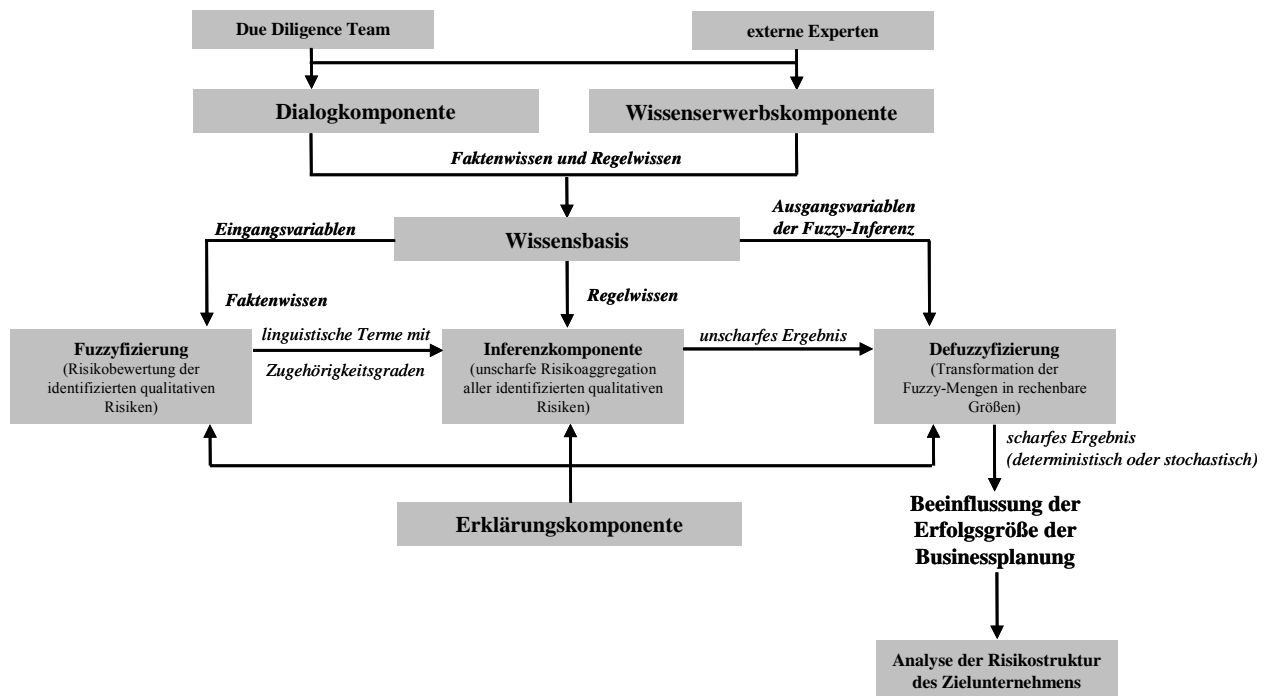 Due Diligence Team
externe Experten
Dialogkomponente
Wissenserwerbskomponente
Faktenwissen und Regelwissen
Eingangsvariablen
Wissensbasis
Ausgangsvariablen
der Fuzzy-Inferenz
Faktenwissen
Regelwissen
Fuzzyfizierung
(Risikobewertung der
identifizierten qualitativen
Risiken)
linguistische Terme mit
Zugehörigkeitsgraden
Inferenzkomponente
(unscharfe Risikoaggregation
aller identifizierten qualitativen
Risiken)
unscharfes Ergebnis
Defuzzyfizierung
(Transformation der
Fuzzy-Mengen in rechenbare
Größen)
scharfes Ergebnis
(deterministisch oder stochastisch)
Erklärungskomponente
Beeinflussung der
Erfolgsgröße der
Businessplanung
Analyse der Risikostruktur
des Zielunternehmens